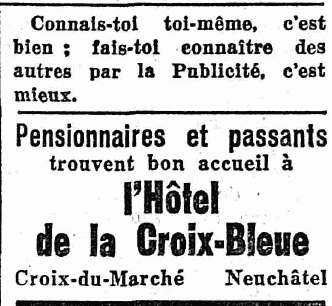 Connais-toi toi-même, c'est
bien ; fais-toi connaître des
autres par la Publicité, c'est
mieux.
Pensionnaires et passants
trouvent bon accueil à
l'Hôtel
de la Croix-Bleue
Croix-du-Marché Neuchâtel